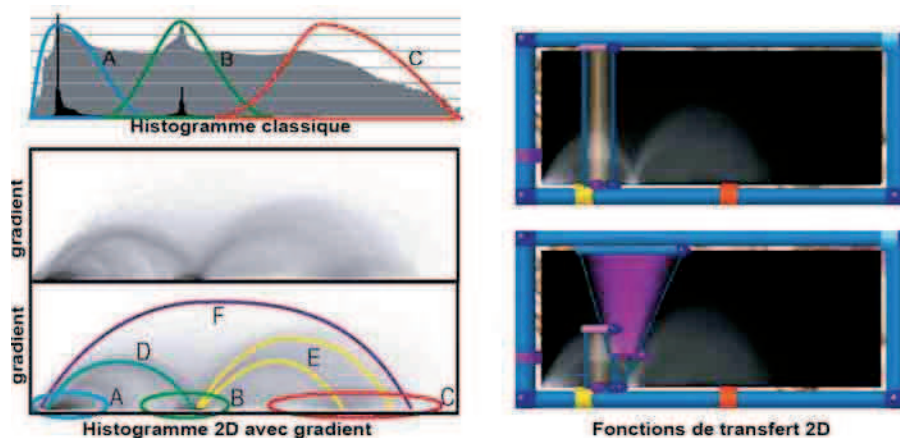 A
B
C
Histogramme classique
gradient
gradient
F
D
E
A
B
C
Histogramme 2D avec gradient
Fonctions de transfert 2D